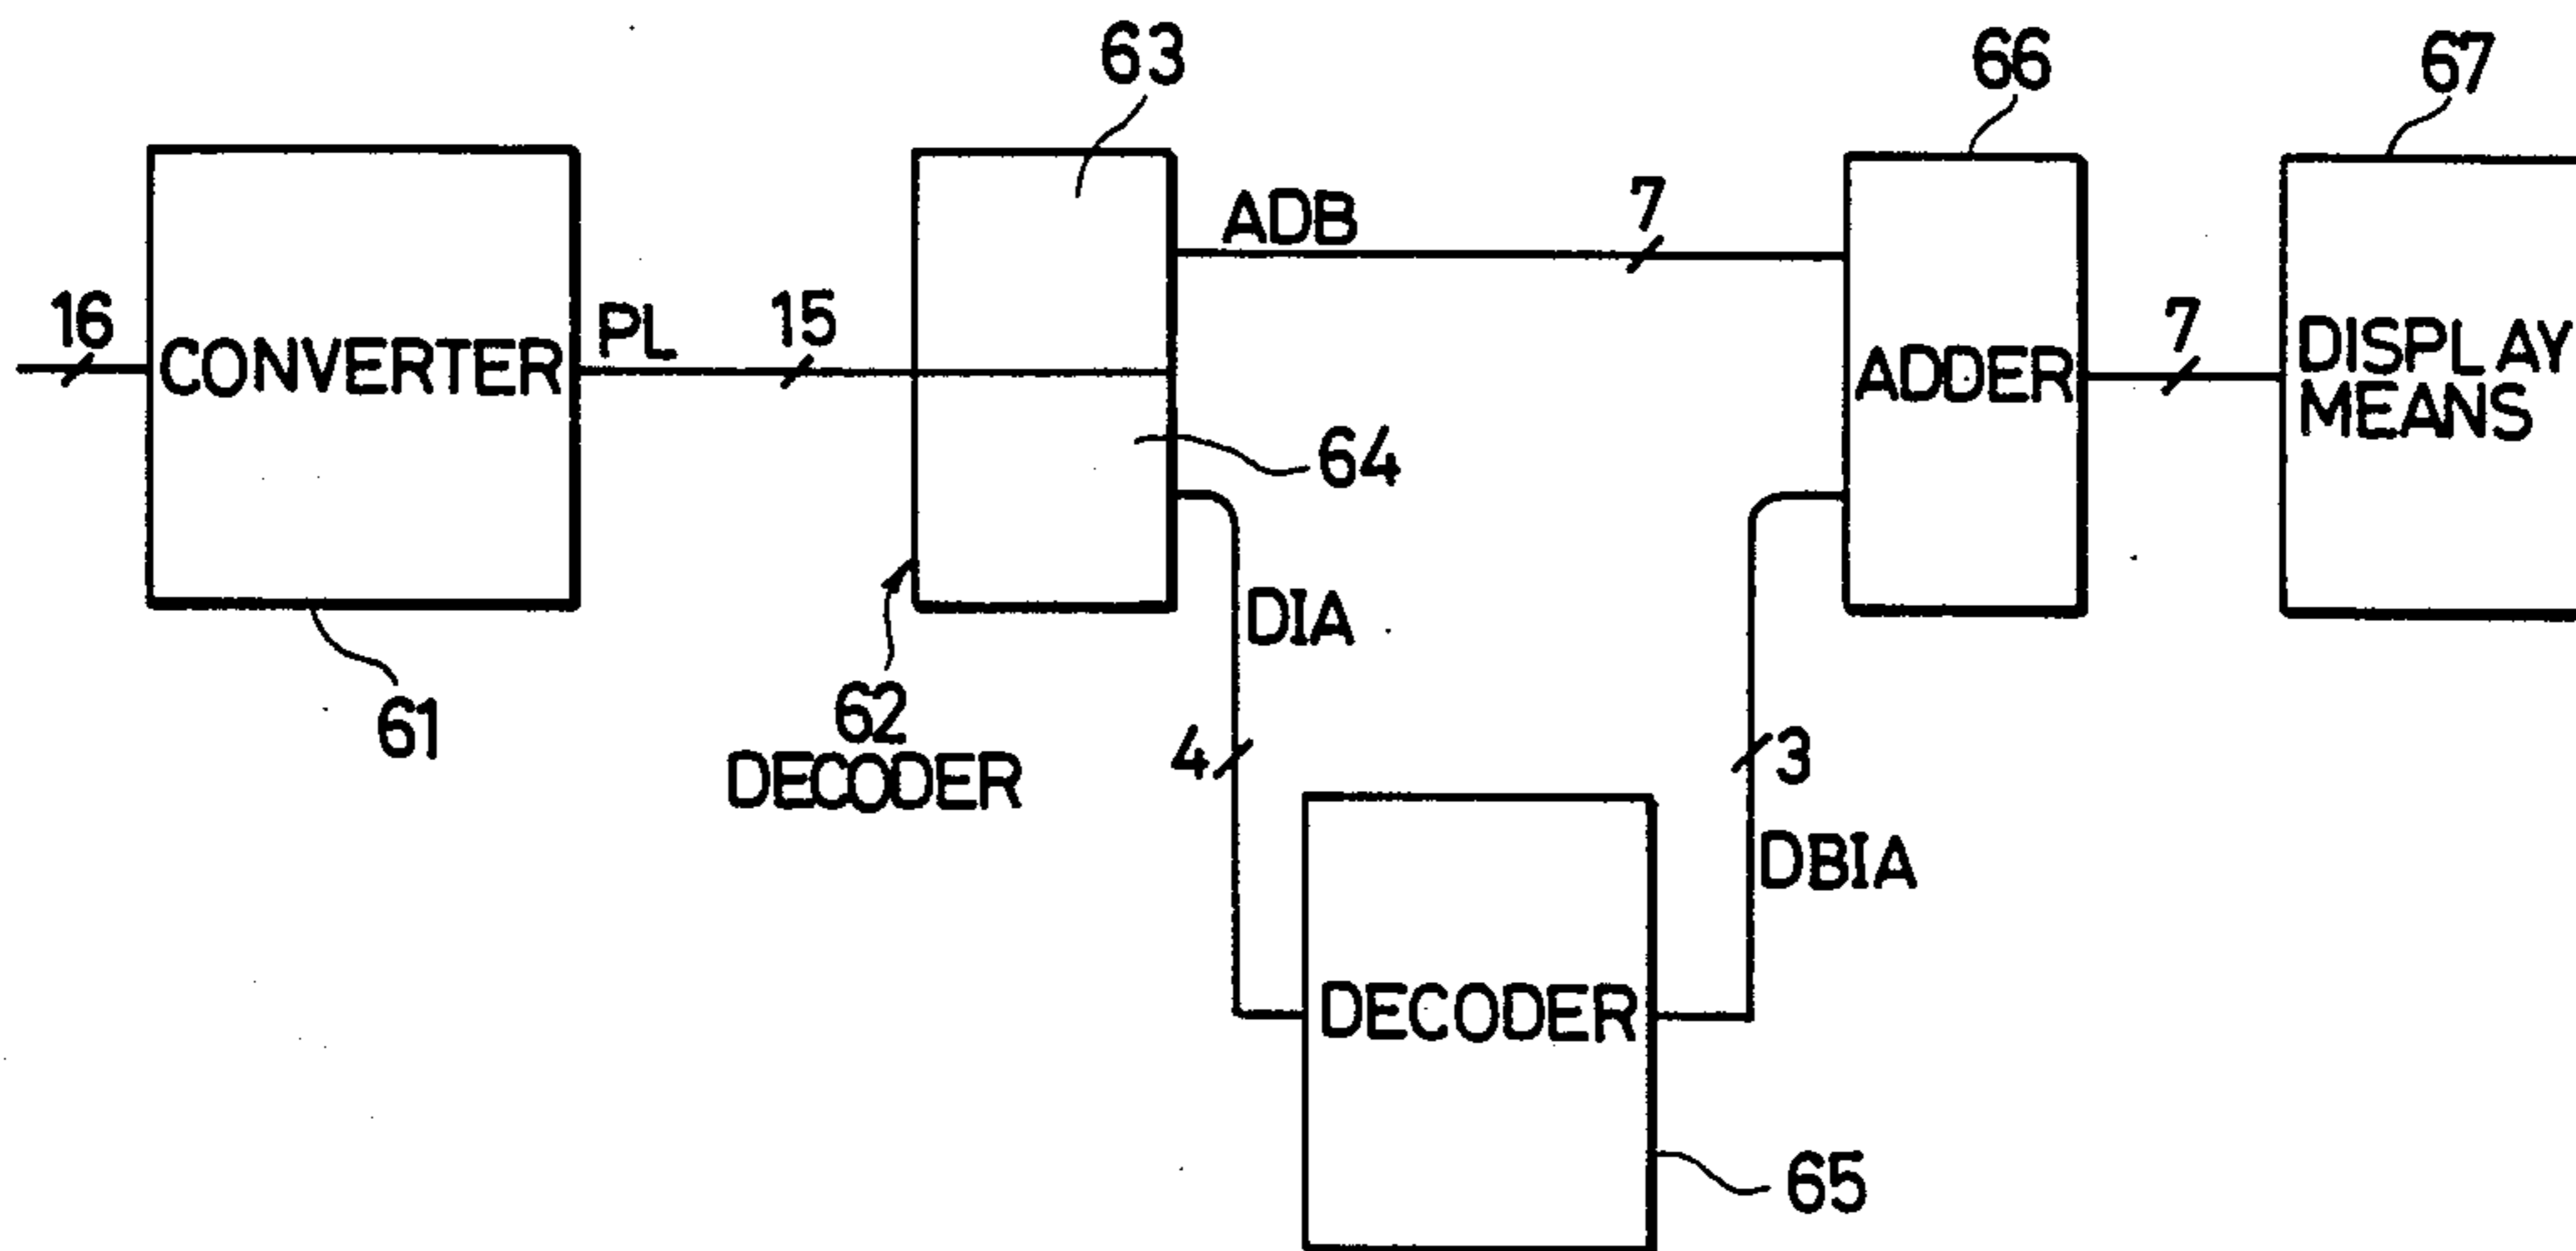 63
66
67
ADB
7
16
CONVERTER
PL
15
ADDER
7
DISPLAY
MEANS
64
DIA
61
62
DECODER
4
3
DBIA
DECODER
65